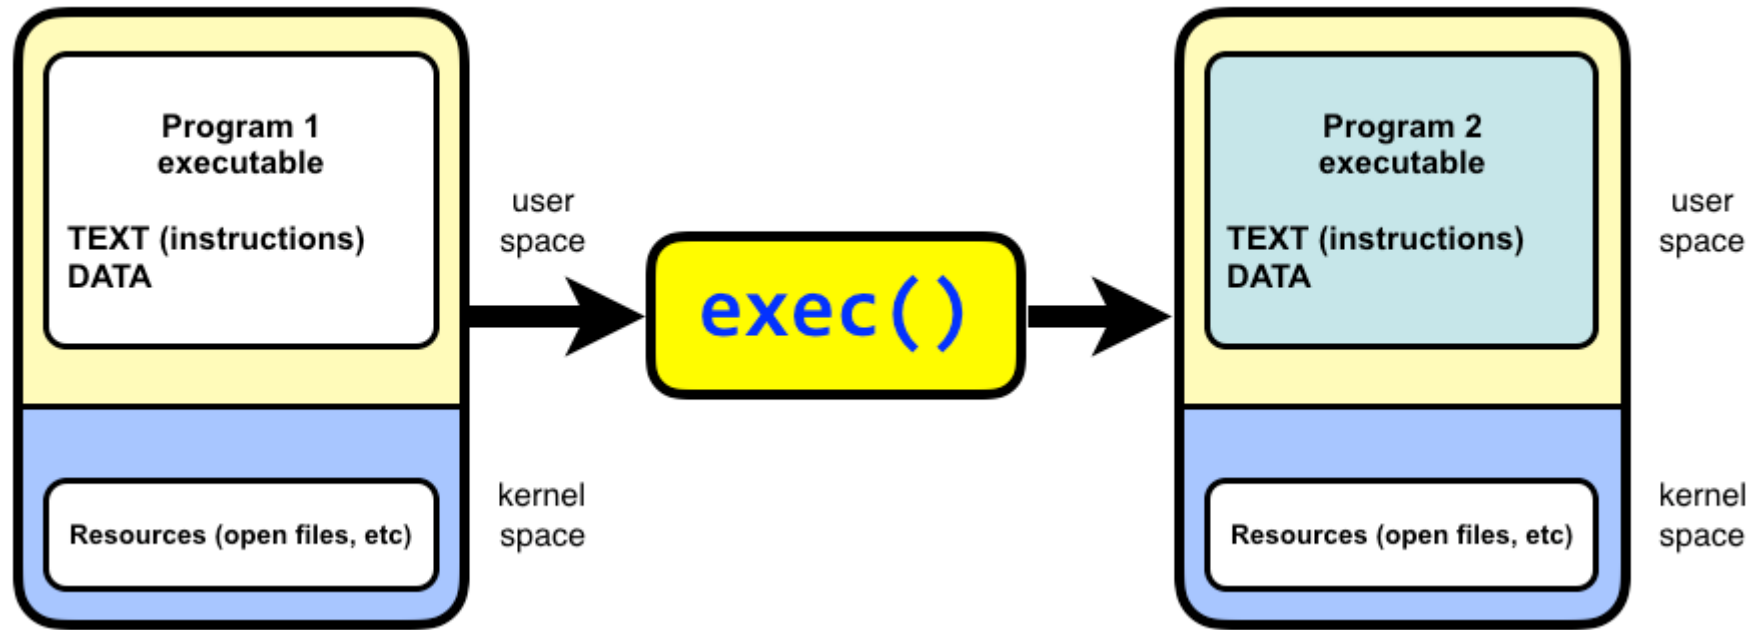 Program 1
executable
TEXT (instructions)
DATA
Resources (open files, etc)
user
space
kernel
space
exec()
Program 2
executable
TEXT (instructions)
DATA
Resources (open files, etc)
user
space
kernel
space